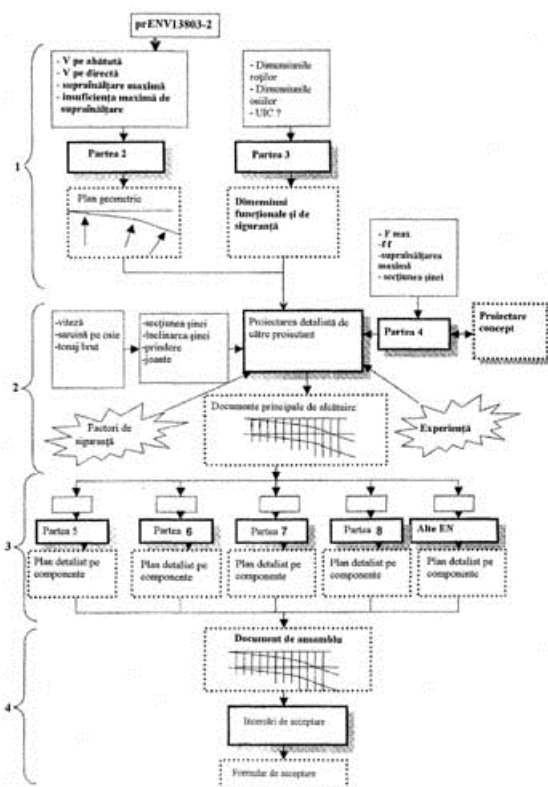 prENV13803-2
- V pe abătută
- V pe directă
- supraînălțare maximă
- insuficiența maximă de
supraînălțare
- Dimensiunile
roților
- Dimensiunile
osiilor
- UIC ?
1
Partea 2
Partea 3
Plan geometric
Dimensiuni
funcționale și de
siguranță
- F max
-supraînălțarea
maximă
- secțiunea șinei
-viteză
-sarcină pe osie
-tonaj brut
-secțiunea șinei
-înclinarea șinei
-prindere
-joante
Proiectarea detalistă de
către proiectant
Partea 4
Proiectare
concept
2
Documente principale de alcătuire
Factori de
siguranță
Experiență
3
Partea 5
Partea 6
Partea 7
Partea 8
Alte EN
Plan detaliat pe
componente
Plan detaliat pe
componente
Plan detaliat pe
componente
Plan detaliat pe
componente
Plan detaliat pe
componente
Document de ansamblu
4
de acceptare
Formular de acceptare